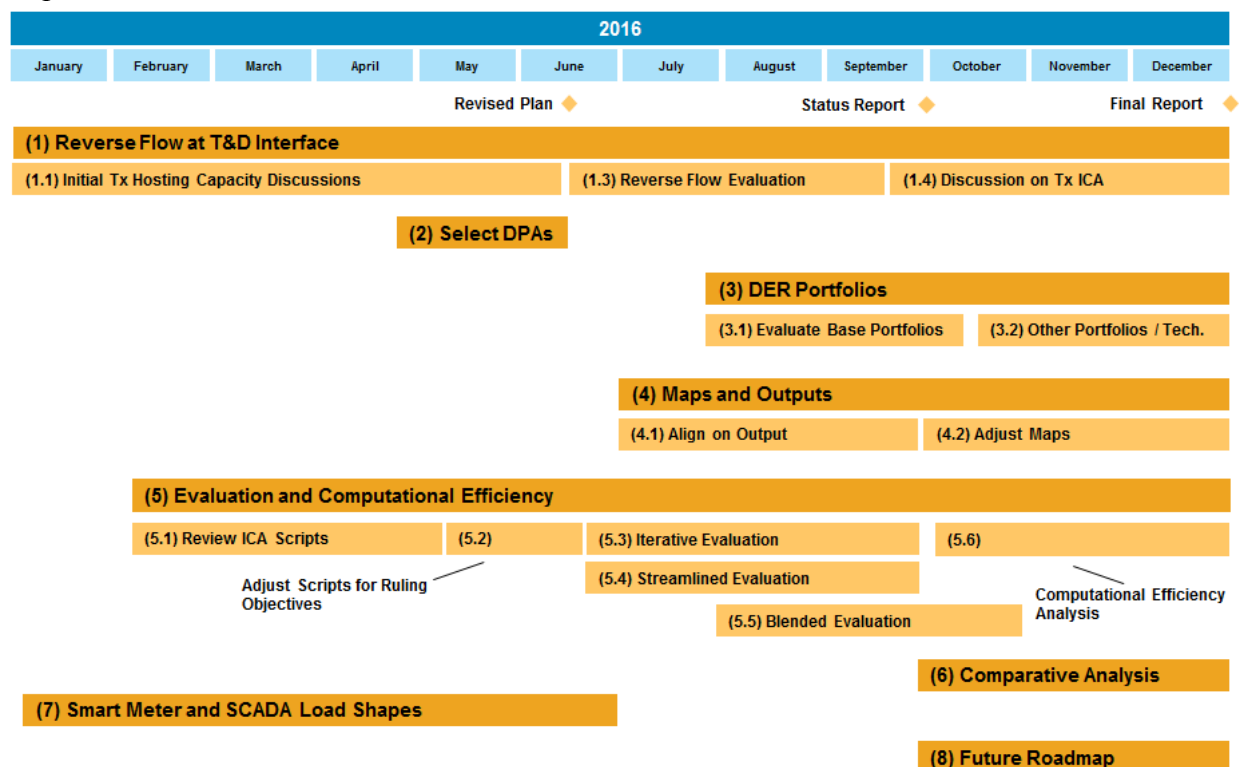 2016
January February March April May June July August September October November December
Revised Plan Status Report Final Report
(1) Reverse Flow at T&D Interface
(1.1) Initial Tx Hosting Capacity Discussions (1.3) Reverse Flow Evaluation (1.4) Discussion on Tx ICA
(2) Select DPAs
(3) DER Portfolios
(3.1) Evaluate Base Portfolios (3.2) Other Portfolios / Tech.
(4) Maps and Outputs
(4.1) Align on Output (4.2) Adjust Maps
(5) Evaluation and Computational Efficiency
(5.1) Review ICA Scripts (5.2) (5.3) Iterative Evaluation (5.6)
(5.4) Streamlined Evaluation
Adjust Scripts for Ruling
Objectives
Computational Efficiency
Analysis
(5.5) Blended Evaluation
(6) Comparative Analysis
(7) Smart Meter and SCADA Load Shapes
(8) Future Roadmap